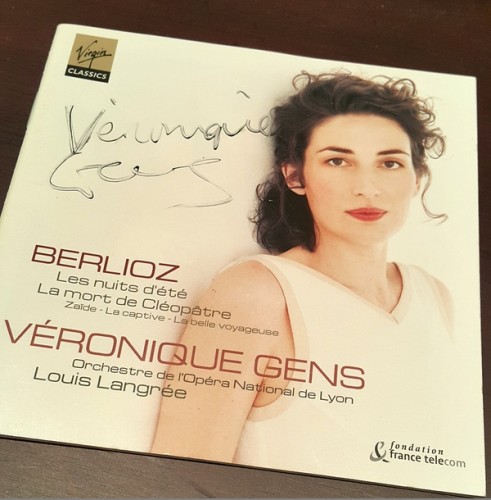 Virgin
CLASSICS
Véronique
Gens
BERLIOZ
Les nuits d'été
La mort de Cléopâtre
Zaïde - La captive - La belle voyageuse
VÉRONIQUE GENS
Orchestre de l'Opéra National de Lyon
Louis Langrée
fondation
france telecom